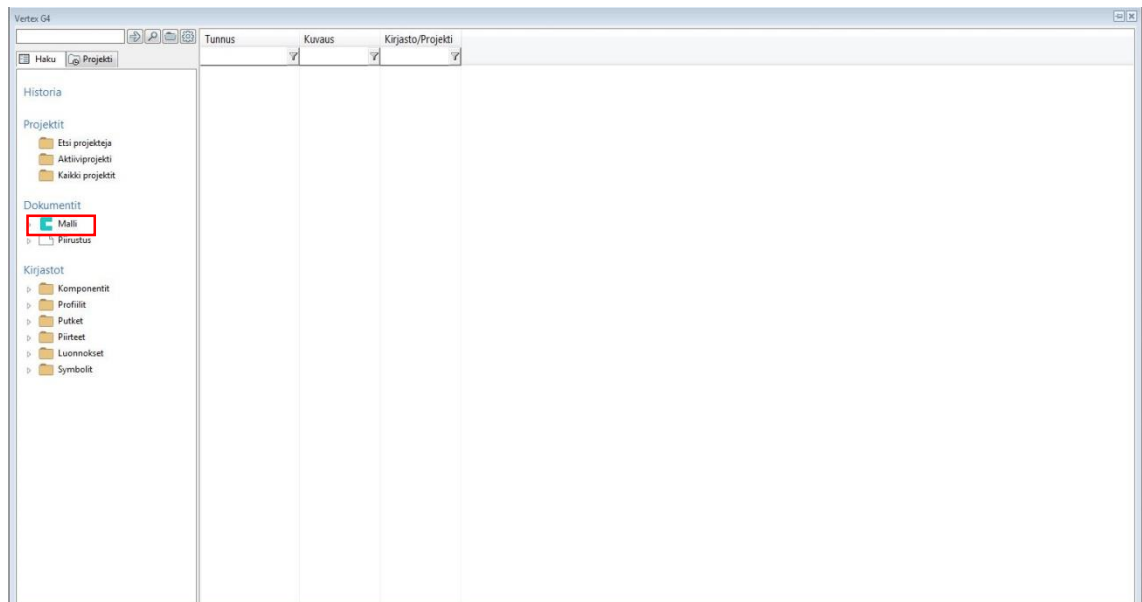 Vertex G4
Tunnus Kuvaus Kirjasto/Projekti
Haku Projekti
Historia
Projektit
Etsi projekteja
Aktiiviprojekti
Kaikki projektit
Dokumentit
Malli
Piirustus
Kirjastot
Komponentit
Profiilit
Putket
Piirteet
Luonnokset
Symbolit